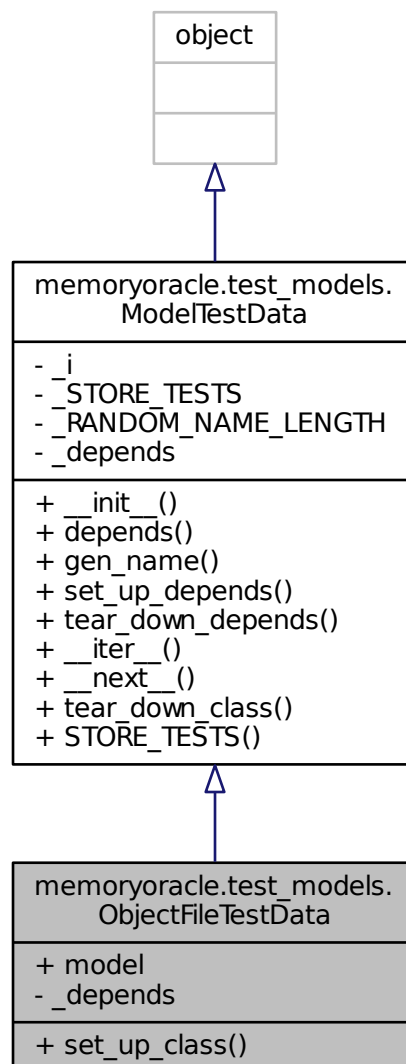 object
memoryoracle.test_models.
ModelTestData
- _i
- _STORE_TESTS
- _RANDOM_NAME_LENGTH
- _depends
+ __init__()
+ depends()
+ gen_name()
+ set_up_depends()
+ tear_down_depends()
+ __iter__()
+ __next__()
+ tear_down_class()
+ STORE_TESTS()
memoryoracle.test_models.
ObjectFileTestData
+ model
- _depends
+ set_up_class()